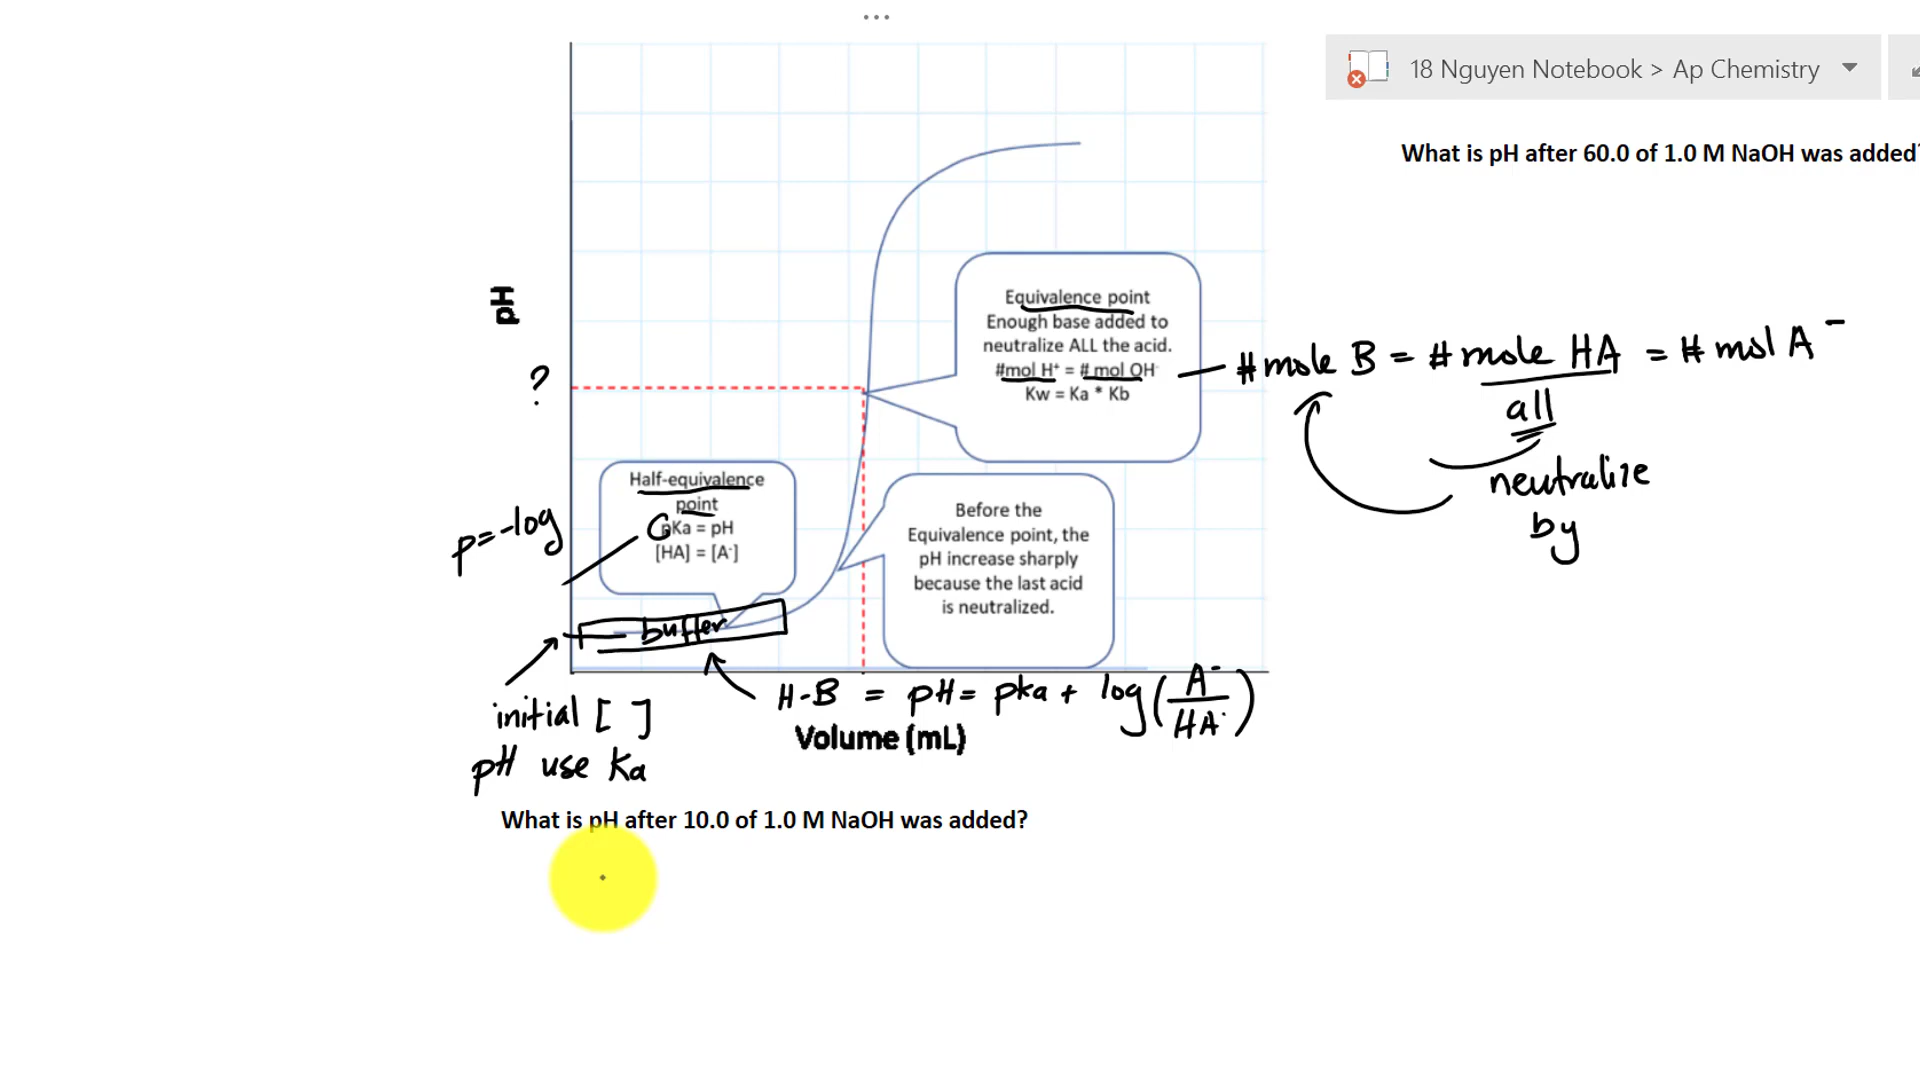 ...
18 Nguyen Notebook > Ap Chemistry
What is pH after 60.0 of 1.0 M NaOH was added?
pH
?
Equivalence point
Enough base added to
neutralize ALL the acid.
#mol H⁺ = # mol OH⁻
Kw = Ka * Kb
#mole B = #mole HA = #mol A⁻
all
neutralize
by
Half-equivalence
point
pKa = pH
[HA] = [A⁻]
p=-log
Before the
Equivalence point, the
pH increase sharply
because the last acid
is neutralized.
buffer
initial [ ]
pH use Ka
H-B = pH= pka + log(A⁻/HA)
Volume (mL)
What is pH after 10.0 of 1.0 M NaOH was added?